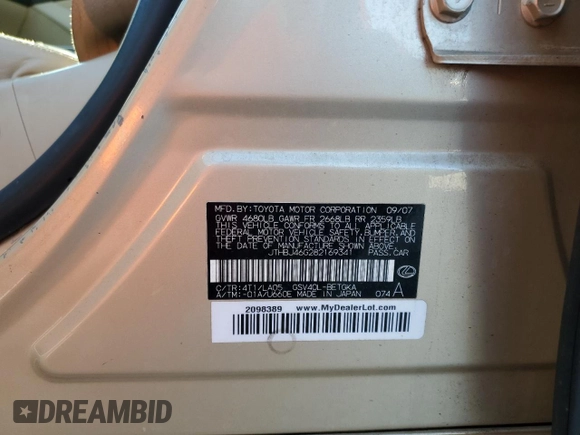 MFD.BY:TOYOTA MOTOR CORPORATION 09/07
GVWR 4680LB GAWR FR 2668LB RR 2359LB
THIS VEHICLE CONFORMS TO ALL APPLICABLE
FEDERAL MOTOR VEHICLE SAFETY,BUMPER,AND
THEFT PREVENTION STANDARDS IN EFFECT ON
THE DATE OF MANUFACTURE SHOWN ABOVE.
JTHBJ46G282169341 PASS.CAR
C/TR:4T1/LA05 GSV40L-BETGKA
A/TM:-01A/U660E MADE IN JAPAN 074 A
2098389 www.MyDealerLot.com
DREAMBID